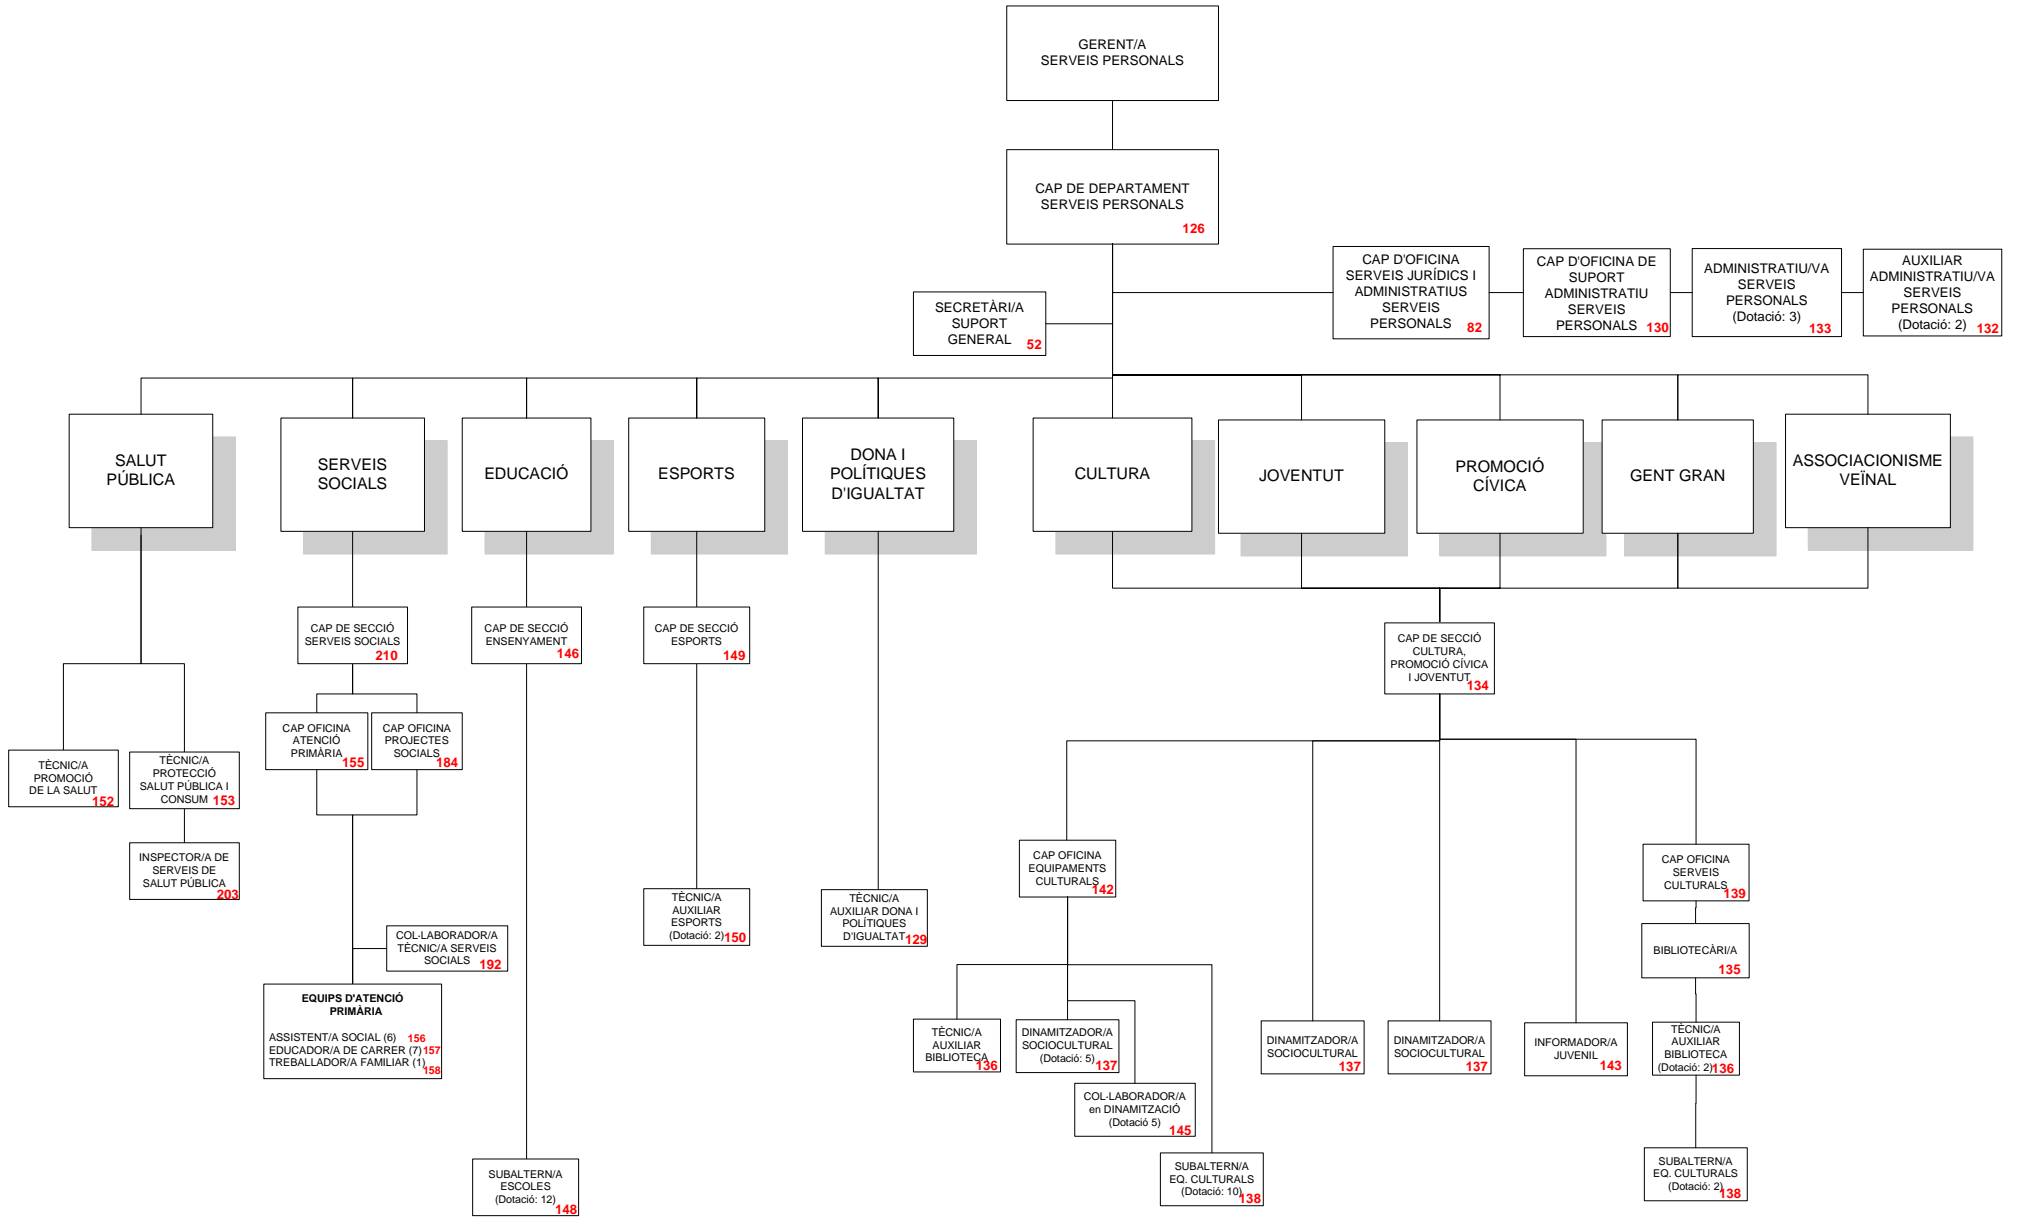 GERENT/A
SERVEIS PERSONALS
CAP DE DEPARTAMENT
SERVEIS PERSONALS
126
SECRETÀRI/A
SUPORT
GENERAL
52
CAP D'OFICINA
SERVEIS JURÍDICS I
ADMINISTRATIUS
SERVEIS
PERSONALS
82
CAP D'OFICINA DE
SUPORT
ADMINISTRATIU
SERVEIS
PERSONALS
130
ADMINISTRATIU/VA
SERVEIS
PERSONALS
(Dotació: 3)
133
AUXILIAR
ADMINISTRATIU/VA
SERVEIS
PERSONALS
(Dotació: 2)
132
SALUT
PÚBLICA
SERVEIS
SOCIALS
EDUCACIÓ
ESPORTS
DONA I
POLÍTIQUES
D'IGUALTAT
CULTURA
JOVENTUT
PROMOCIÓ
CÍVICA
GENT GRAN
ASSOCIACIONISME
VEÏNAL
CAP DE SECCIÓ
SERVEIS SOCIALS
210
CAP DE SECCIÓ
ENSENYAMENT
146
CAP DE SECCIÓ
ESPORTS
149
CAP DE SECCIÓ
CULTURA,
PROMOCIÓ CÍVICA
I JOVENTUT
134
TÈCNIC/A
PROMOCIÓ
DE LA SALUT
152
TÈCNIC/A
PROTECCIÓ
SALUT PÚBLICA I
CONSUM
153
INSPECTOR/A DE
SERVEIS DE
SALUT PÚBLICA
203
CAP OFICINA
ATENCIÓ
PRIMÀRIA
155
CAP OFICINA
PROJECTES
SOCIALS
184
COL·LABORADOR/A
TÈCNIC/A SERVEIS
SOCIALS
192
EQUIPS D'ATENCIÓ
PRIMÀRIA
ASSISTENT/A SOCIAL (6) 156
EDUCADOR/A DE CARRER (7) 157
TREBALLADOR/A FAMILIAR (1) 158
SUBALTERN/A
ESCOLES
(Dotació: 12)
148
TÈCNIC/A
AUXILIAR
ESPORTS
(Dotació: 2)
150
TÈCNIC/A
AUXILIAR DONA I
POLÍTIQUES
D'IGUALTAT
129
CAP OFICINA
EQUIPAMENTS
CULTURALS
142
TÈCNIC/A
AUXILIAR
BIBLIOTECA
136
DINAMITZADOR/A
SOCIOCULTURAL
(Dotació: 5)
137
COL·LABORADOR/A
en DINAMITZACIÓ
(Dotació 5)
145
SUBALTERN/A
EQ. CULTURALS
(Dotació: 10)
138
DINAMITZADOR/A
SOCIOCULTURAL
137
DINAMITZADOR/A
SOCIOCULTURAL
137
INFORMADOR/A
JUVENIL
143
CAP OFICINA
SERVEIS
CULTURALS
139
BIBLIOTECÀRI/A
135
TÈCNIC/A
AUXILIAR
BIBLIOTECA
(Dotació: 2)
136
SUBALTERN/A
EQ. CULTURALS
(Dotació: 2)
138